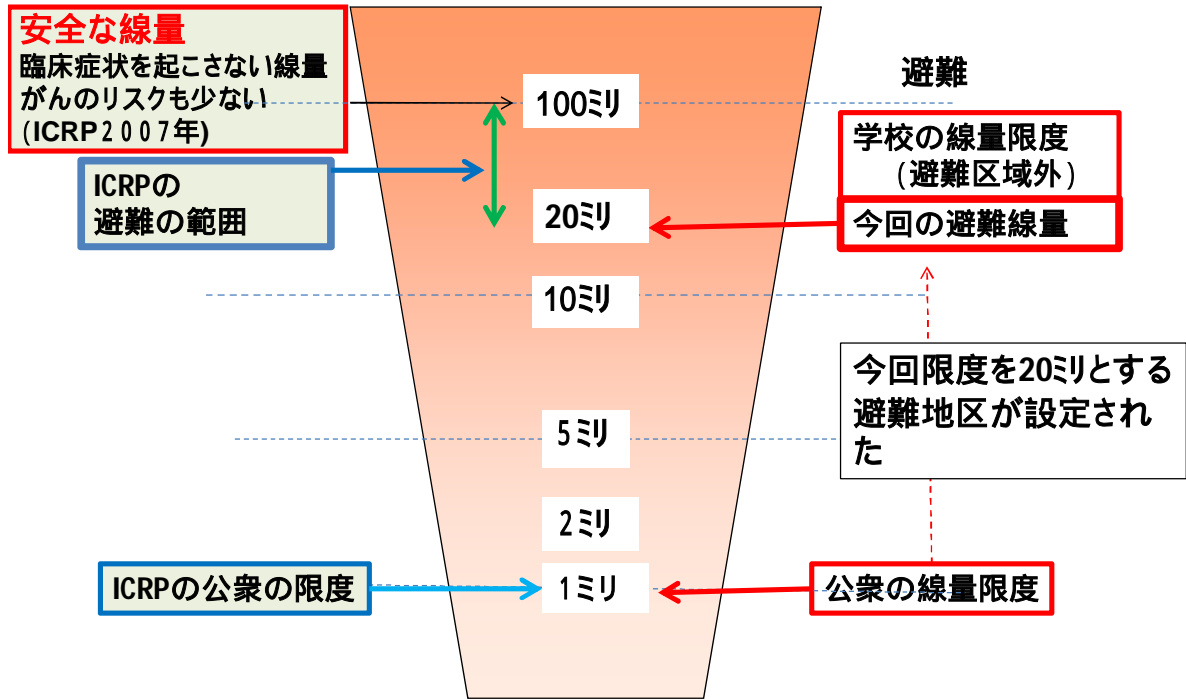 安全な線量
臨床症状を起こさない線量
がんのリスクも少ない
(ICRP2007年)
ICRPの
避難の範囲
ICRPの公衆の限度
100ミリ
20ミリ
10ミリ
5ミリ
2ミリ
1ミリ
避難
学校の線量限度
(避難区域外)
今回の避難線量
今回限度を20ミリとする
避難地区が設定され
た
公衆の線量限度